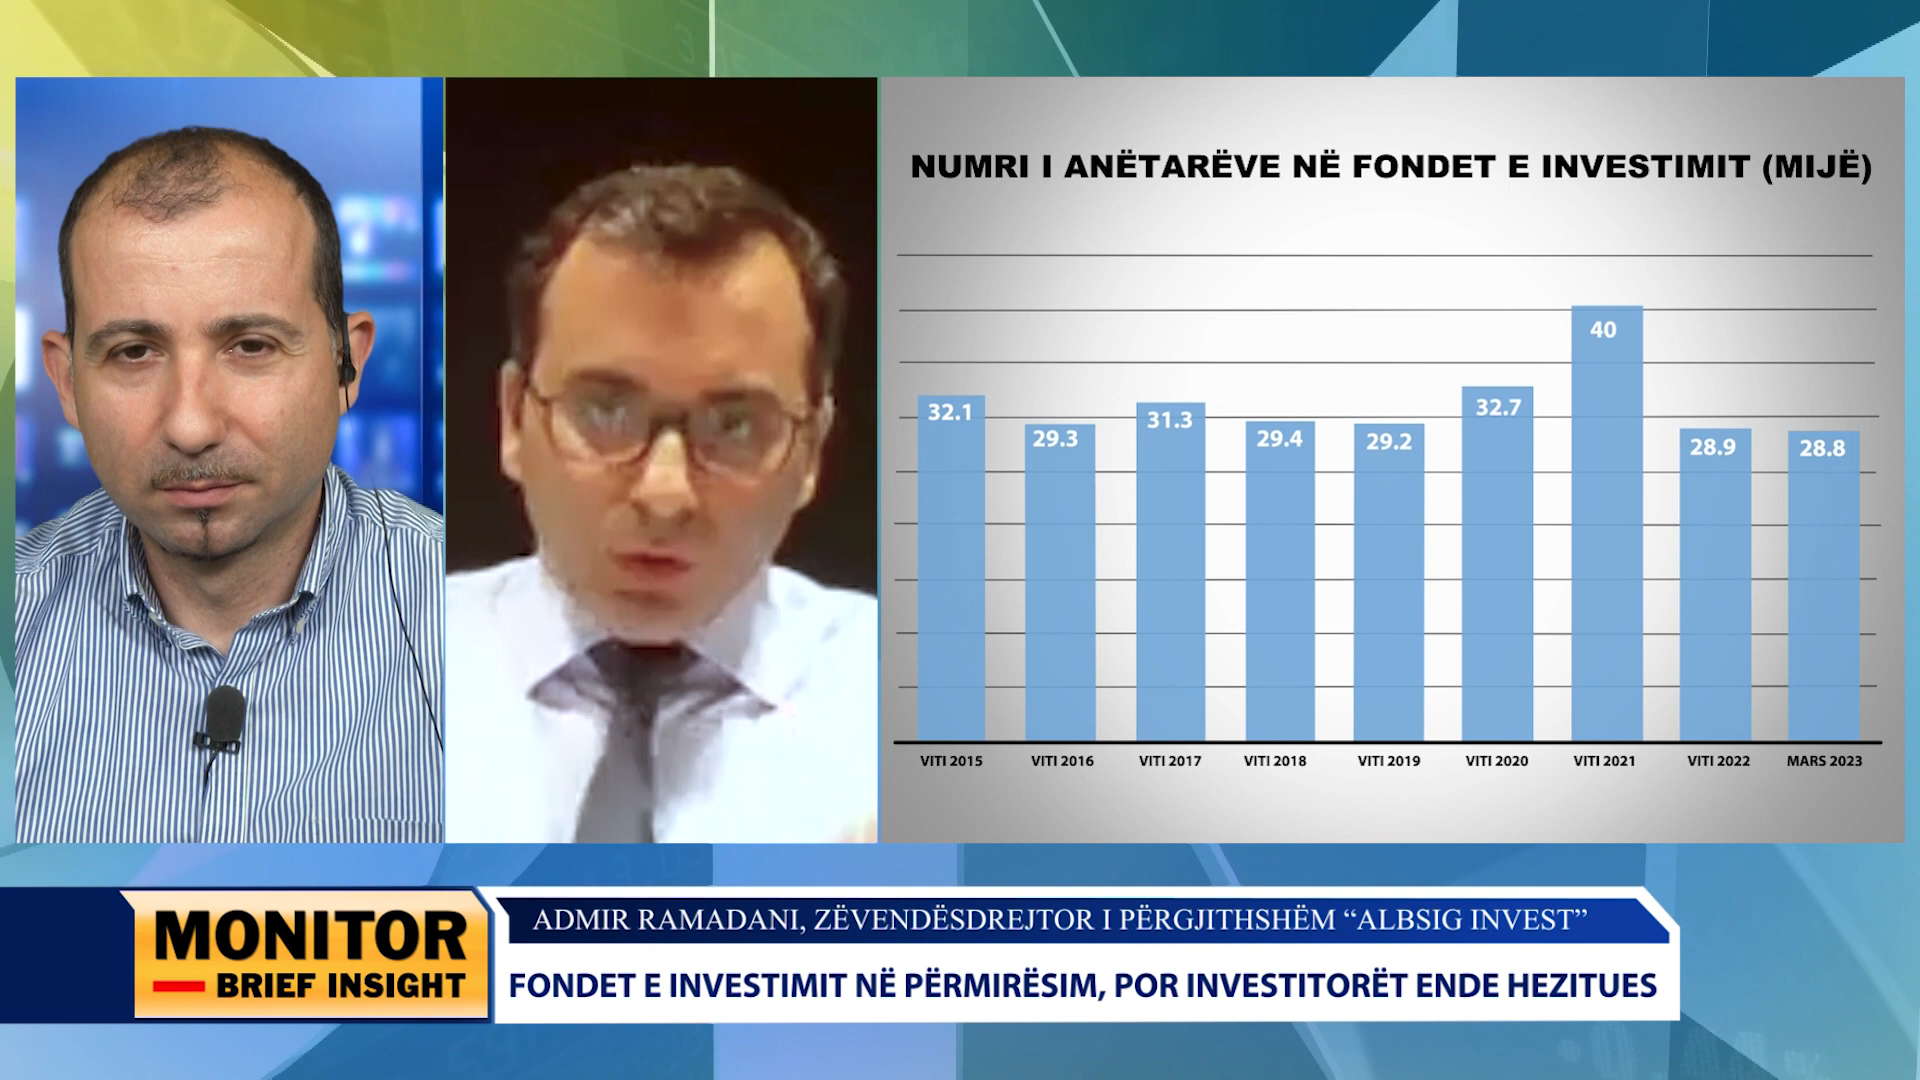 NUMRI I ANËTARËVE NË FONDET E INVESTIMIT (MIJË)
32.1
29.3
31.3
29.4
29.2
32.7
40
28.9
28.8
VITI 2015
VITI 2016
VITI 2017
VITI 2018
VITI 2019
VITI 2020
VITI 2021
VITI 2022
MARS 2023
MONITOR
BRIEF INSIGHT
ADMIR RAMADANI, ZËVENDËSDREJTOR I PËRGJITHSHËM “ALBSIG INVEST”
FONDET E INVESTIMIT NË PËRMIRËSIM, POR INVESTITORËT ENDE HEZITUES